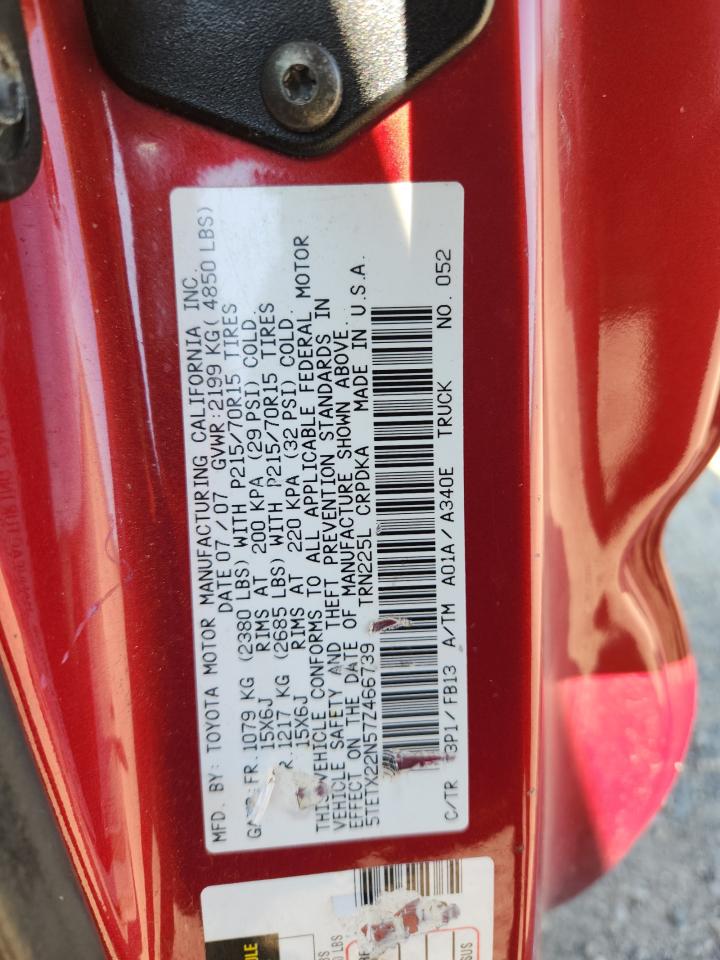 MFD. BY: TOYOTA MOTOR MANUFACTURING CALIFORNIA INC.
DATE 07/07 GVWR:2199 KG( 4850 LBS)
FR. 1079 KG (2380 LBS) WITH P215/70R15 TIRES
15X6J RIMS AT 200 KPA (29 PSI) COLD.
1217 KG (2685 LBS) WITH P215/70R15 TIRES
15X6J RIMS AT 220 KPA (32 PSI) COLD.
THIS VEHICLE CONFORMS TO ALL APPLICABLE FEDERAL MOTOR
VEHICLE SAFETY AND THEFT PREVENTION STANDARDS IN
EFFECT ON THE DATE OF MANUFACTURE SHOWN ABOVE.
5TETX22N57Z466739 TRN225L CRPDKA MADE IN U.S.A.
C/TR 3P1/FB13 A/TM A01A/A340E TRUCK NO. 052
LBS